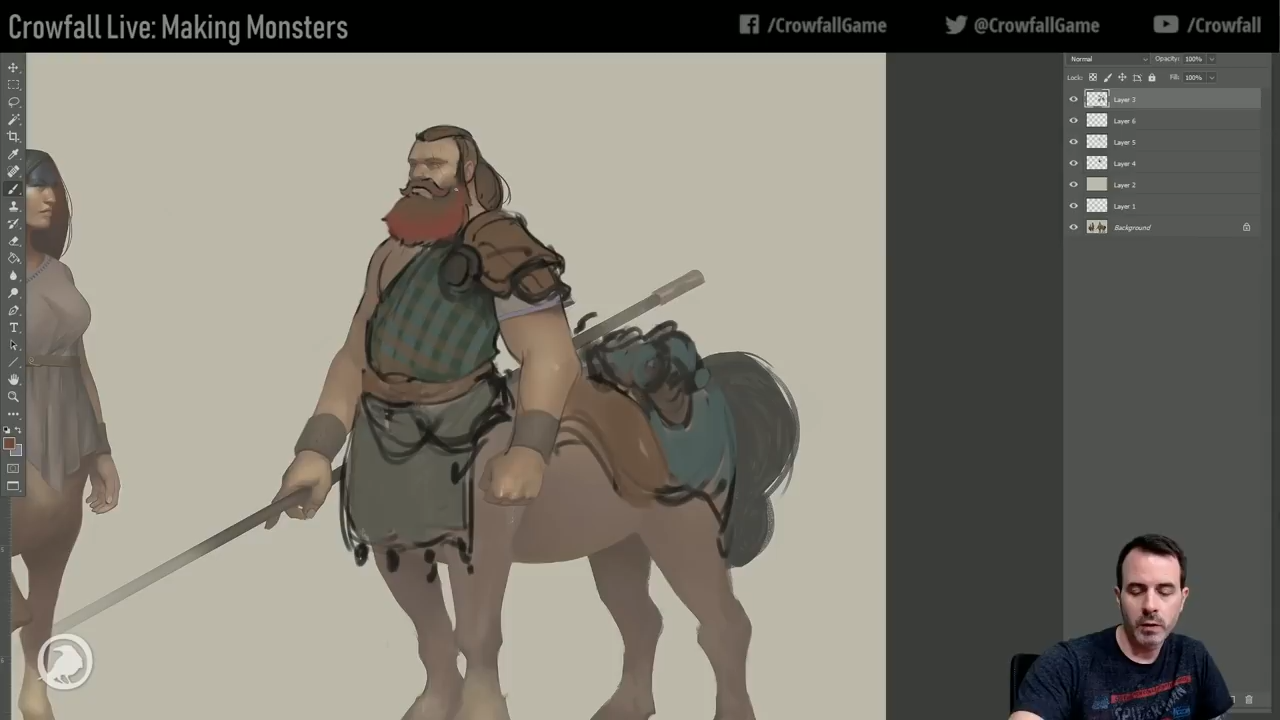 Crowfall Live: Making Monsters
/CrowfallGame
@CrowfallGame
/Crowfall
Normal
Opacity: 100%
Lock:
Fill: 100%
Layer 3
Layer 6
Layer 5
Layer 4
Layer 2
Layer 1
Background